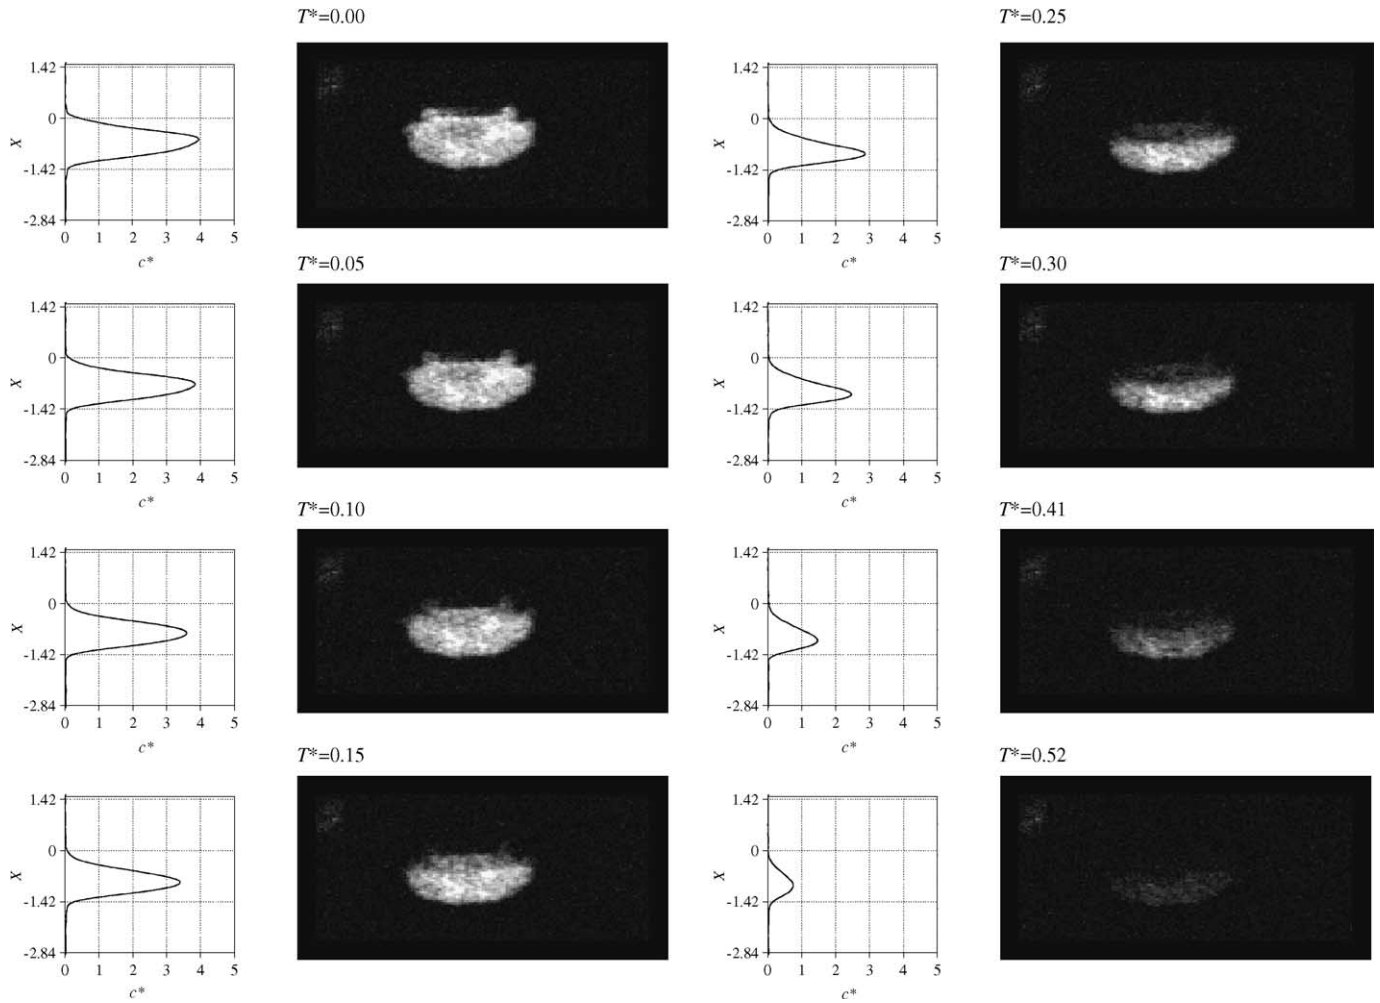 T*=0.00
1.42
0
-1.42
-2.84
X
0 1 2 3 4 5
c*
T*=0.05
1.42
0
-1.42
-2.84
X
0 1 2 3 4 5
c*
T*=0.10
1.42
0
-1.42
-2.84
X
0 1 2 3 4 5
c*
T*=0.15
1.42
0
-1.42
-2.84
X
0 1 2 3 4 5
c*
T*=0.25
1.42
0
-1.42
-2.84
X
0 1 2 3 4 5
c*
T*=0.30
1.42
0
-1.42
-2.84
X
0 1 2 3 4 5
c*
T*=0.41
1.42
0
-1.42
-2.84
X
0 1 2 3 4 5
c*
T*=0.52
1.42
0
-1.42
-2.84
X
0 1 2 3 4 5
c*